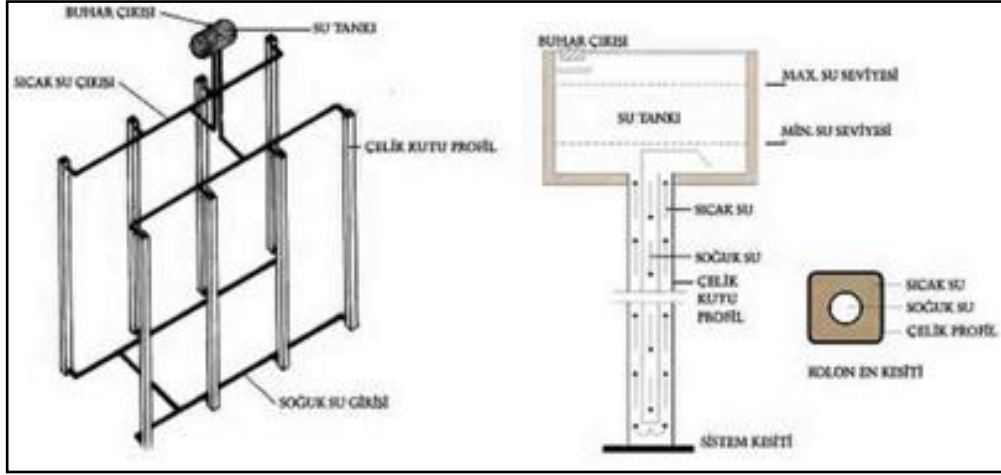 BUHAR ÇIKIŞI
SU TANKI
SICAK SU ÇIKIŞI
ÇELİK KUTU PROFİL
SOĞUK SU GİRİŞİ
BUHAR ÇIKIŞI
MAX. SU SEVİYESİ
SU TANKI
MİN. SU SEVİYESİ
SICAK SU
SOĞUK SU
ÇELİK
KUTU
PROFİL
SİSTEM KESİTİ
SICAK SU
SOĞUK SU
ÇELİK PROFİL
KOLON EN KESİTİ